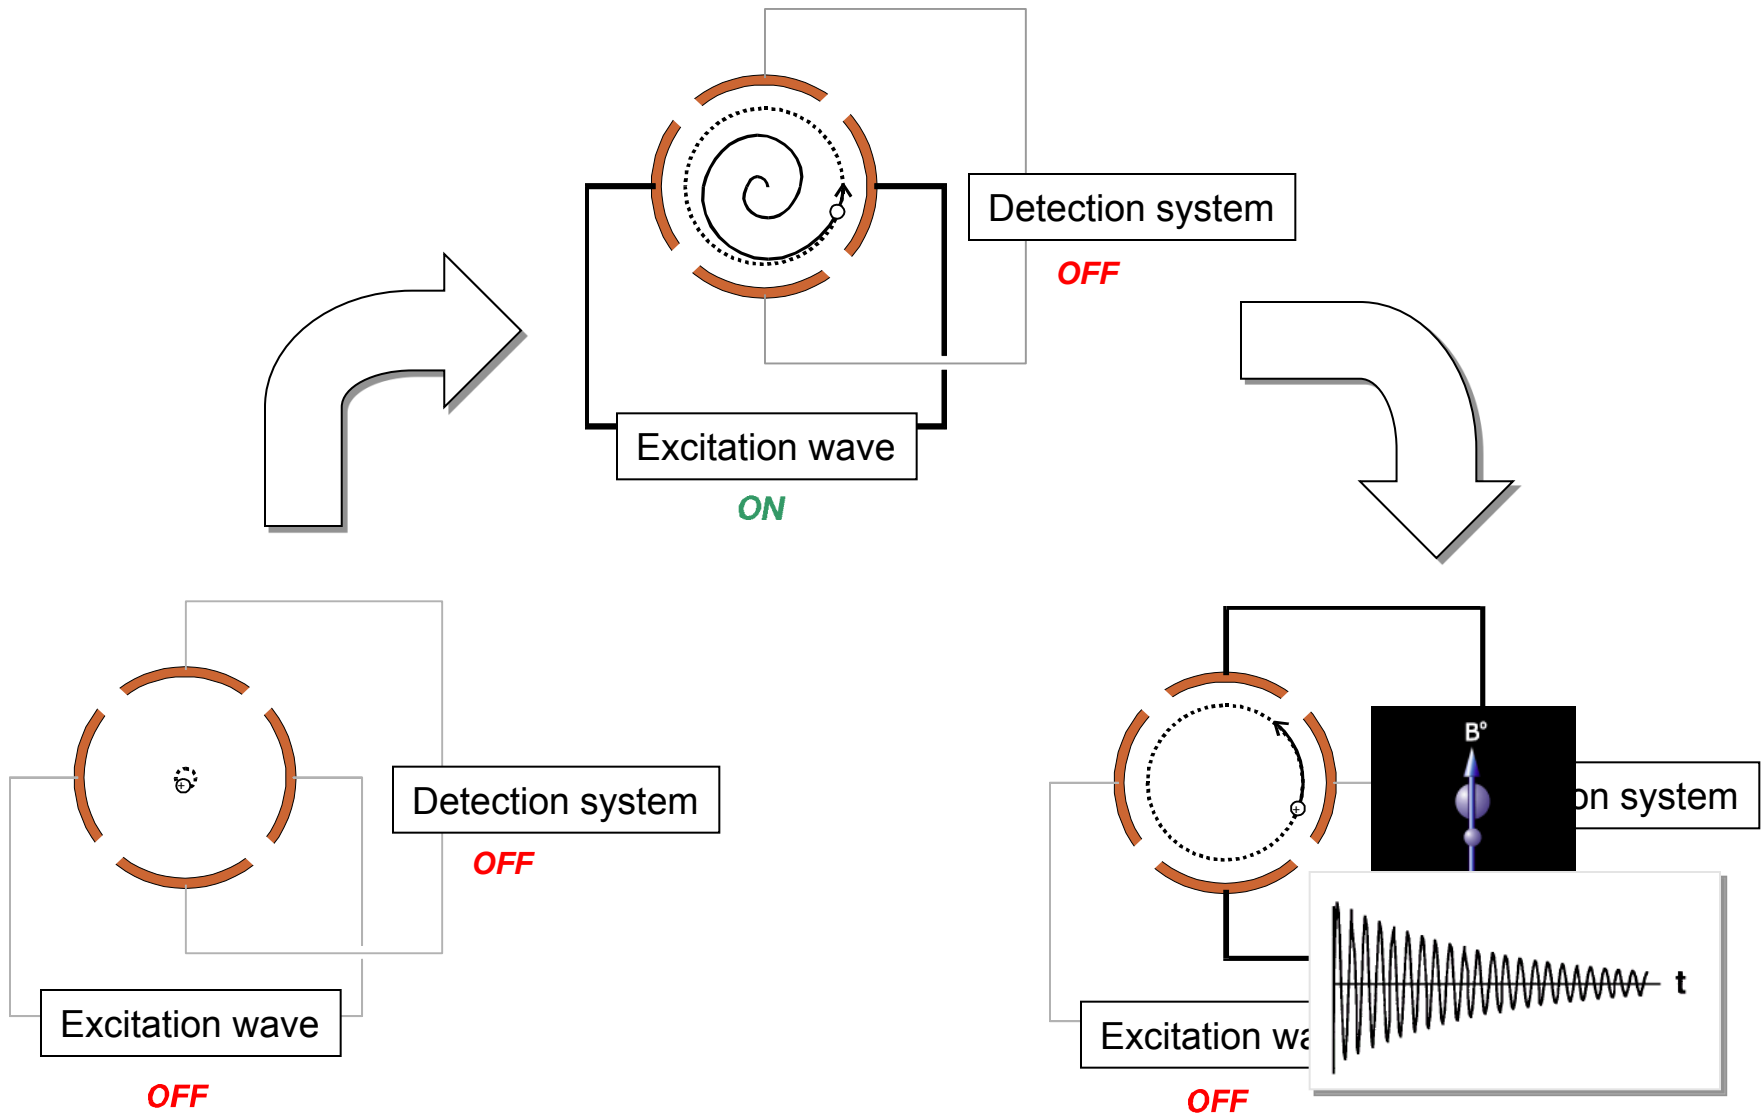 Detection system
OFF
Excitation wave
ON
Detection system
OFF
Excitation wave
OFF
B°
on system
t
Excitation wa
OFF